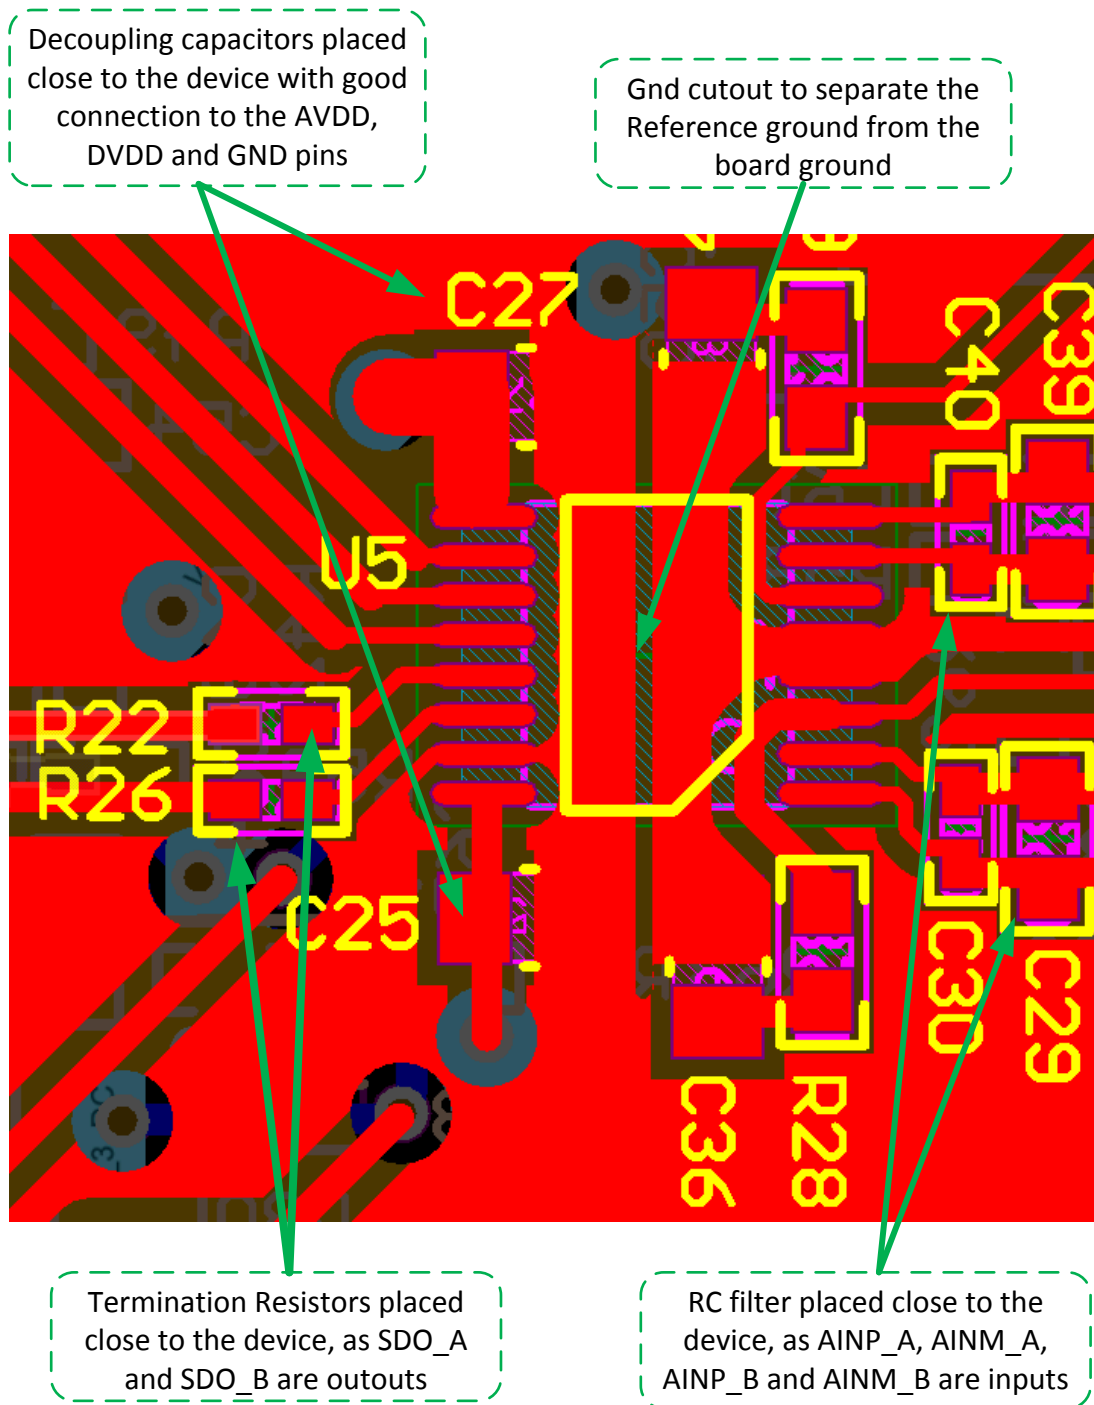 Decoupling capacitors placed
close to the device with good
connection to the AVDD,
DVDD and GND pins
Gnd cutout to separate the
Reference ground from the
board ground
C27
C40
C39
U5
R22
R26
C25
C30
C29
C36
R28
Termination Resistors placed
close to the device, as SDO_A
and SDO_B are outouts
RC filter placed close to the
device, as AINP_A, AINM_A,
AINP_B and AINM_B are inputs